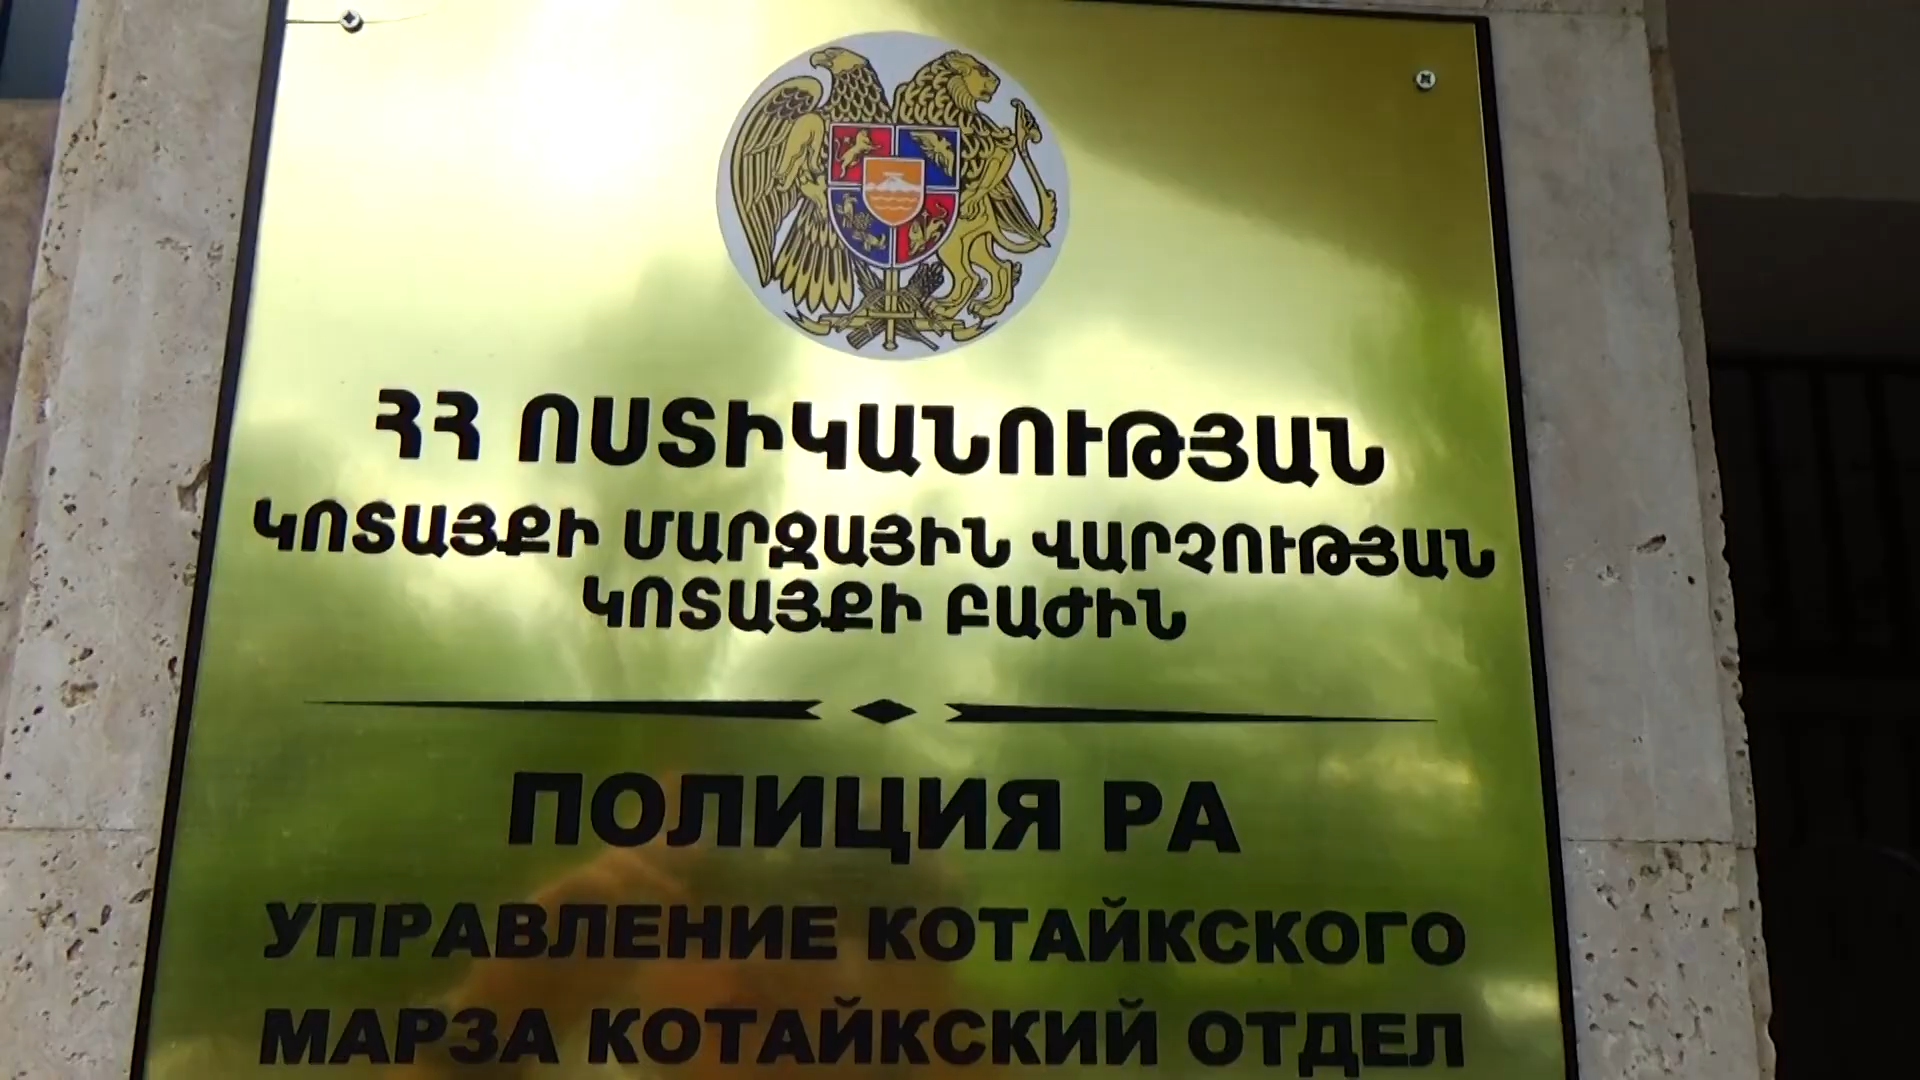 ՀՀ ՈՍՏԻԿԱՆՈՒԹՅԱՆ
ԿՈՏԱՅՔԻ ՄԱՐԶԱՅԻՆ ՎԱՐՉՈՒԹՅԱՆ
ԿՈՏԱՅՔԻ ԲԱԺԻՆ
ПОЛИЦИЯ РА
УПРАВЛЕНИЕ КОТАЙКСКОГО
МАРЗА КОТАЙКСКИЙ ОТДЕЛ